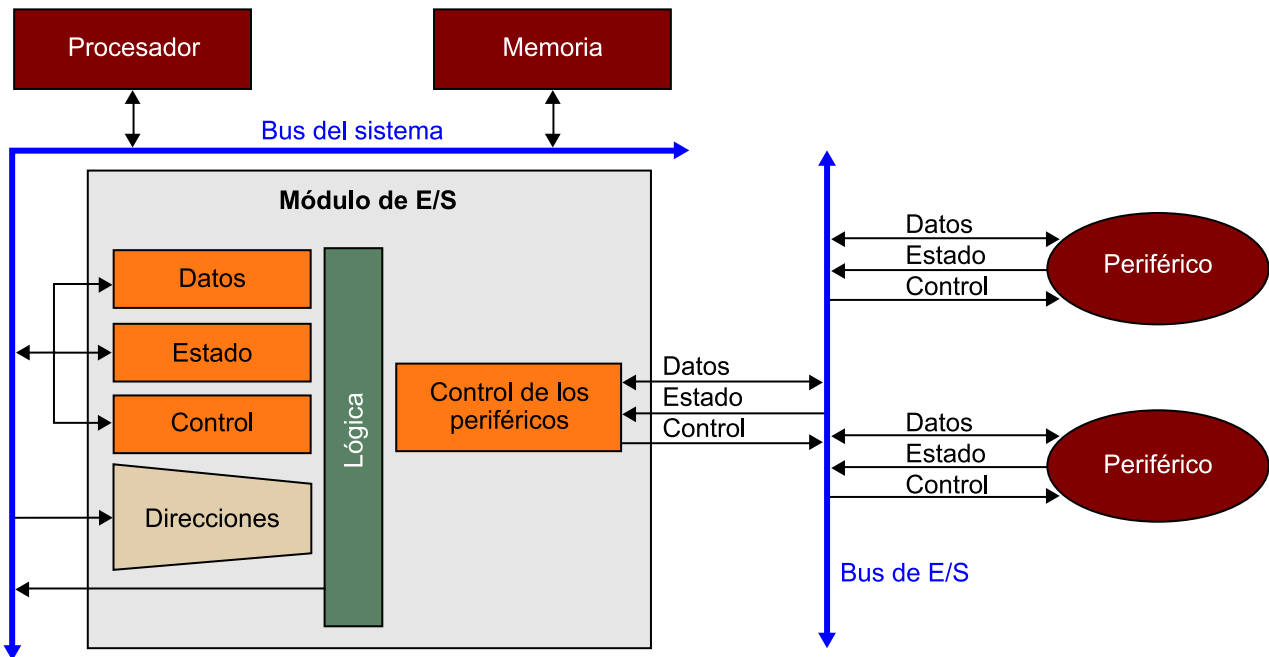 Procesador
Memoria
Bus del sistema
Módulo de E/S
Datos
Estado
Control
Direcciones
Lógica
Control de los
periféricos
Datos
Estado
Control
Datos
Estado
Control
Periférico
Datos
Estado
Control
Periférico
Bus de E/S